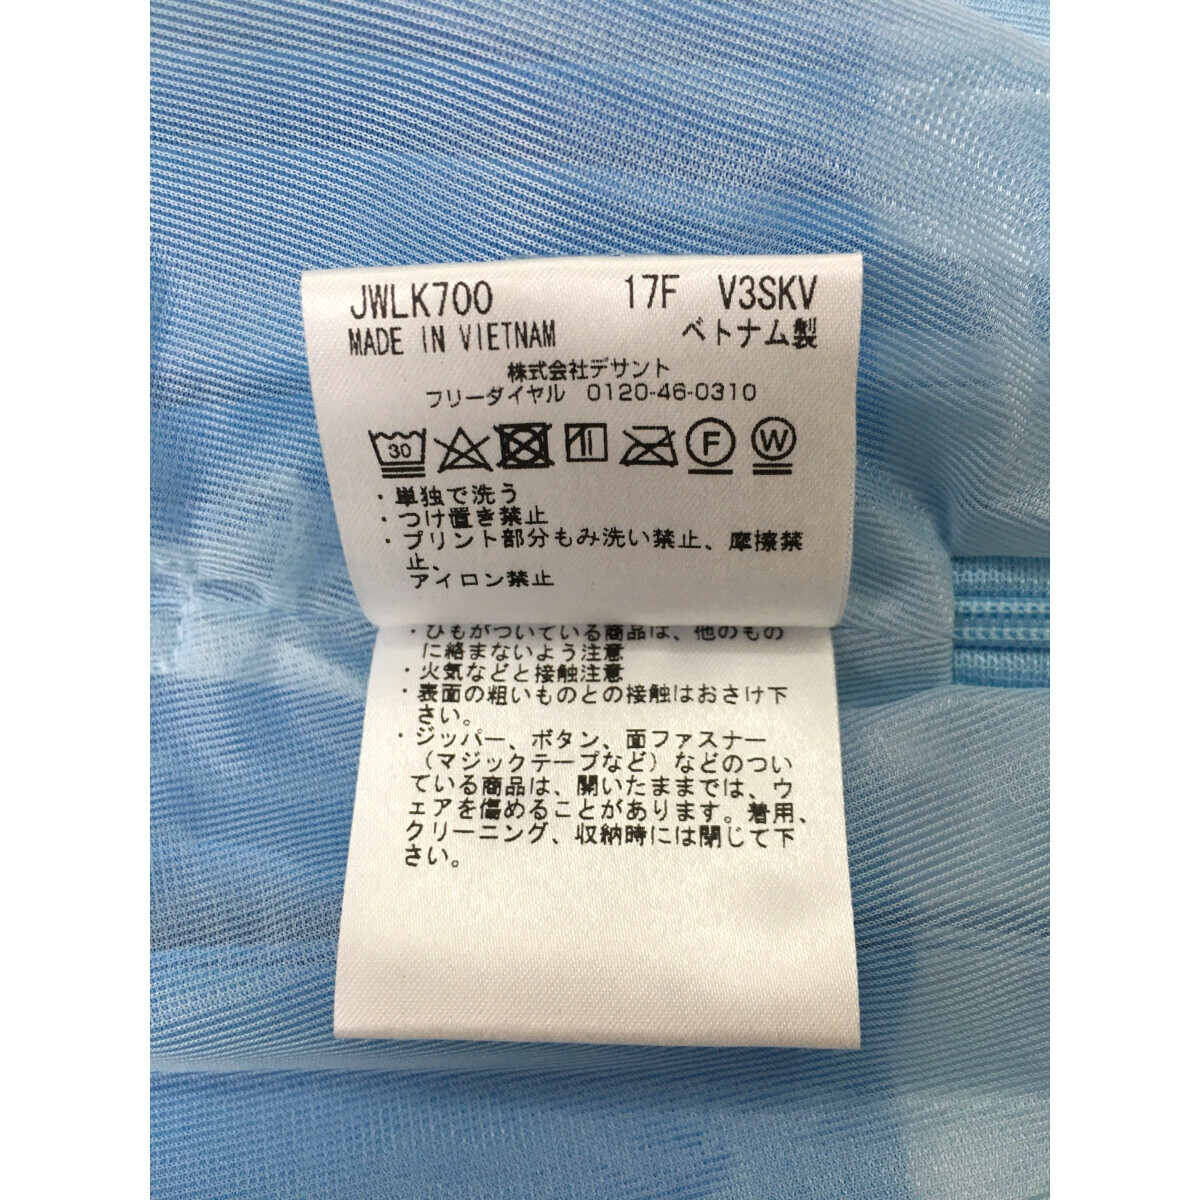 JWLK700 17F V3SKV
MADE IN VIETNAM ベトナム製
株式会社デサント
フリーダイヤル 0120-46-0310
30 F W
・単独で洗う
・つけ置き禁止
・プリント部分もみ洗い禁止、摩擦禁
止、
アイロン禁止
・ひもがついている商品は、他のもの
に絡まないよう注意
・火気などと接触注意
・表面の粗いものとの接触はおさけ下
さい。
・ジッパー、ボタン、面ファスナー
（マジックテープなど）などのつい
ている商品は、開いたままでは、ウ
ェアを傷めることがあります。着用、
クリーニング、収納時には閉じて下
さい。